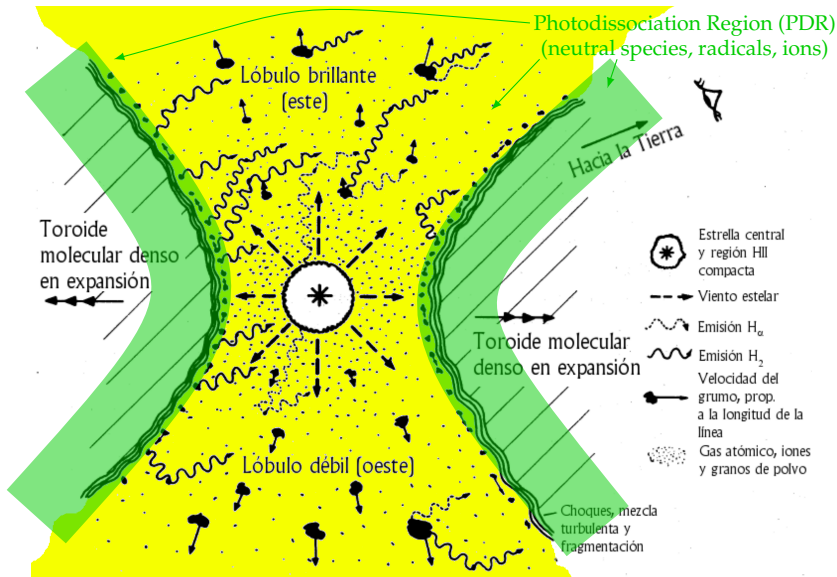 Photodissociation Region (PDR)
(neutral species, radicals, ions)
Lóbulo brillante
(este)
Hacia la Tierra
Toroide
molecular denso
en expansión
Estrella central
y región HII
compacta
Viento estelar
Emisión Hα
Emisión H₂
Velocidad del
grumo, prop.
a la longitud de la
línea
Gas atómico, iones
y granos de polvo
Toroide molecular
denso en expansión
Lóbulo débil (oeste)
Choques, mezcla
turbulenta y
fragmentación